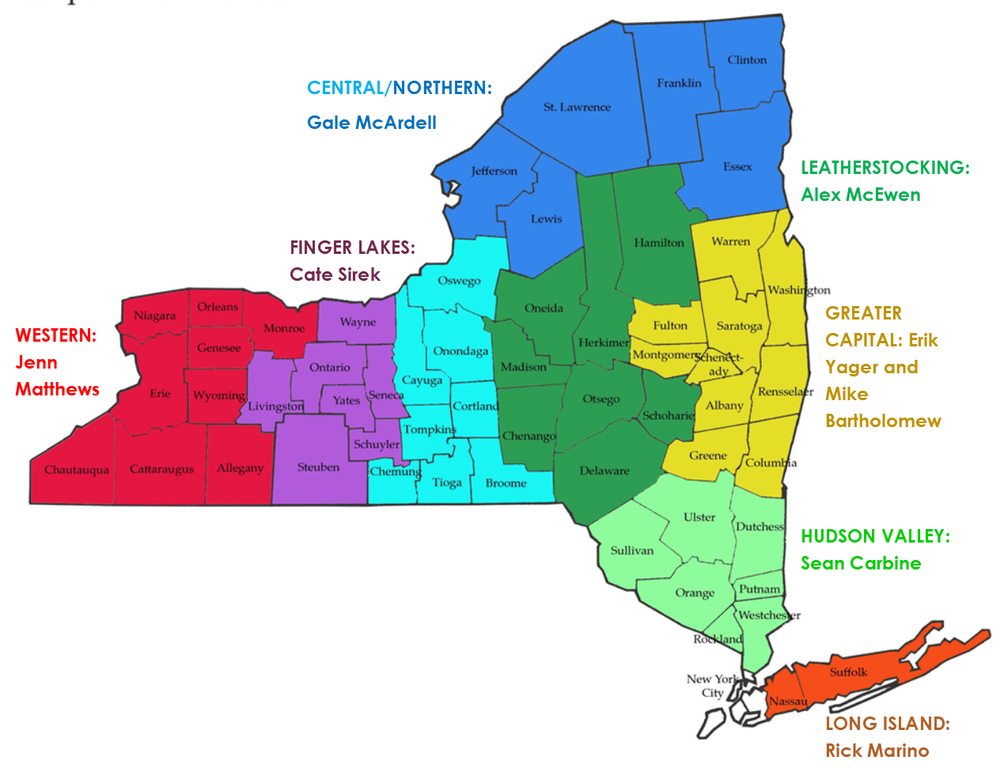 CENTRAL/NORTHERN:
Gale McArdell
LEATHERSTOCKING:
Alex McEwen
FINGER LAKES:
Cate Sirek
WESTERN:
Jenn
Matthews
GREATER
CAPITAL: Erik
Yager and
Mike
Bartholomew
HUDSON VALLEY:
Sean Carbine
LONG ISLAND:
Rick Marino
Clinton
Franklin
St. Lawrence
Essex
Jefferson
Lewis
Hamilton
Warren
Washington
Oswego
Oneida
Herkimer
Fulton
Saratoga
Montgomery
Schenect-
ady
Niagara
Orleans
Monroe
Wayne
Genesee
Onondaga
Madison
Ontario
Cayuga
Erie
Wyoming
Livingston
Yates
Seneca
Cortland
Otsego
Schoharie
Albany
Rensselaer
Tompkins
Chenango
Schuyler
Chautauqua
Cattaraugus
Allegany
Steuben
Chemung
Tioga
Broome
Delaware
Greene
Columbia
Ulster
Dutchess
Sullivan
Orange
Putnam
Westchester
Rockland
New York
City
Suffolk
Nassau